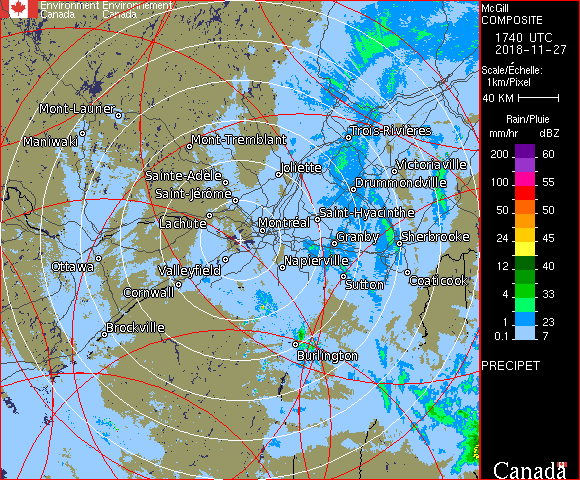 Environment Environnement
Canada Canada
McGill
COMPOSITE
1740 UTC
2018-11-27
Scale/Échelle:
1km/Pixel
40 KM
Rain/Pluie
mm/hr dBZ
200 60
100 55
50 50
24 45
12 40
4 33
1 23
0.1 7
PRECIPET
Canada
Mont-Laurier
Maniwaki
Mont-Tremblant
Trois-Rivières
Sainte-Adèle
Joliette
Victoriaville
Saint-Jérôme
Drummondville
Lachute
Montréal
Saint-Hyacinthe
Granby
Sherbrooke
Ottawa
Valleyfield
Napierville
Cornwall
Sutton
Coaticook
Brockville
Burlington